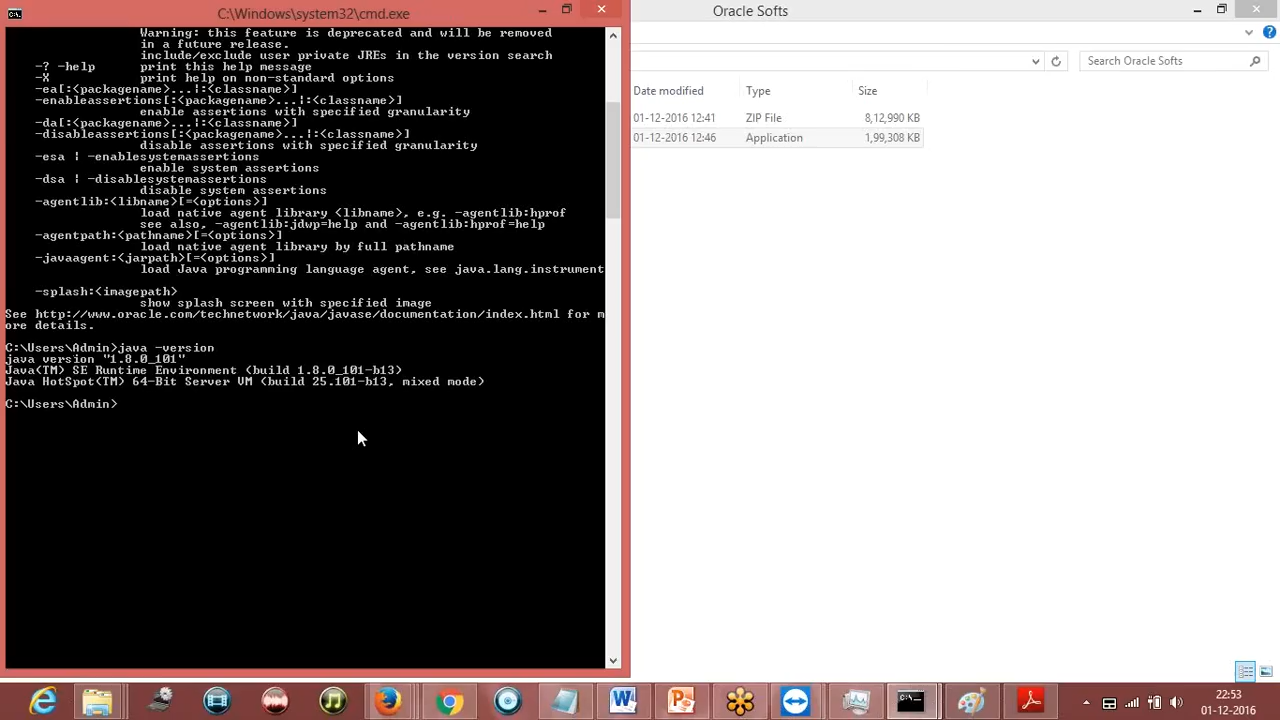 C:\Windows\system32\cmd.exe
Warning: this feature is deprecated and will be removed
in a future release.
include/exclude user private JREs in the version search
-? -help print this help message
-X print help on non-standard options
-ea[:<packagename>...|:<classname>]
-enableassertions[:<packagename>...|:<classname>]
enable assertions with specified granularity
-da[:<packagename>...|:<classname>]
-disableassertions[:<packagename>...|:<classname>]
disable assertions with specified granularity
-esa | -enablesystemassertions
enable system assertions
-dsa | -disablesystemassertions
disable system assertions
-agentlib:<libname>[=<options>]
load native agent library <libname>, e.g. -agentlib:hprof
see also, -agentlib:jdwp=help and -agentlib:hprof=help
-agentpath:<pathname>[=<options>]
load native agent library by full pathname
-javaagent:<jarpath>[=<options>]
load Java programming language agent, see java.lang.instrument
-splash:<imagepath>
show splash screen with specified image
See http://www.oracle.com/technetwork/java/javase/documentation/index.html for m
ore details.
C:\Users\Admin>java -version
java version "1.8.0_101"
Java(TM) SE Runtime Environment (build 1.8.0_101-b13)
Java HotSpot(TM) 64-Bit Server VM (build 25.101-b13, mixed mode)
C:\Users\Admin>
Oracle Softs
Search Oracle Softs
Date modified Type Size
01-12-2016 12:41 ZIP File 8,12,990 KB
01-12-2016 12:46 Application 1,99,308 KB
22:53
01-12-2016